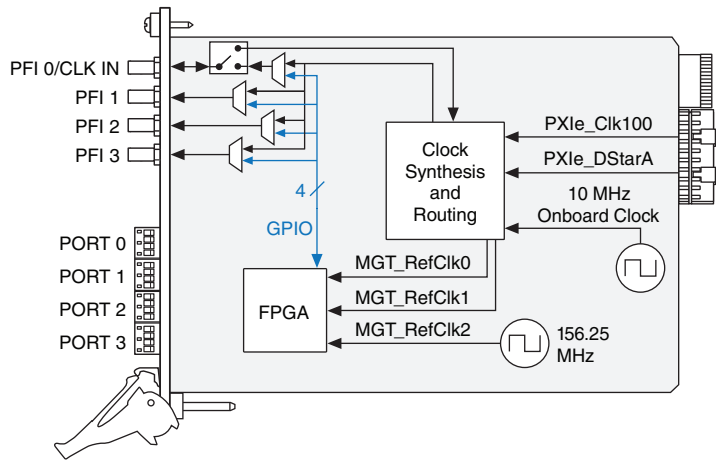 PFI 0/CLK IN
PFI 1
PFI 2
PFI 3
PORT 0
PORT 1
PORT 2
PORT 3
4
GPIO
FPGA
Clock
Synthesis
and
Routing
PXIe_Clk100
PXIe_DStarA
10 MHz
Onboard Clock
MGT_RefClk0
MGT_RefClk1
MGT_RefClk2
156.25
MHz